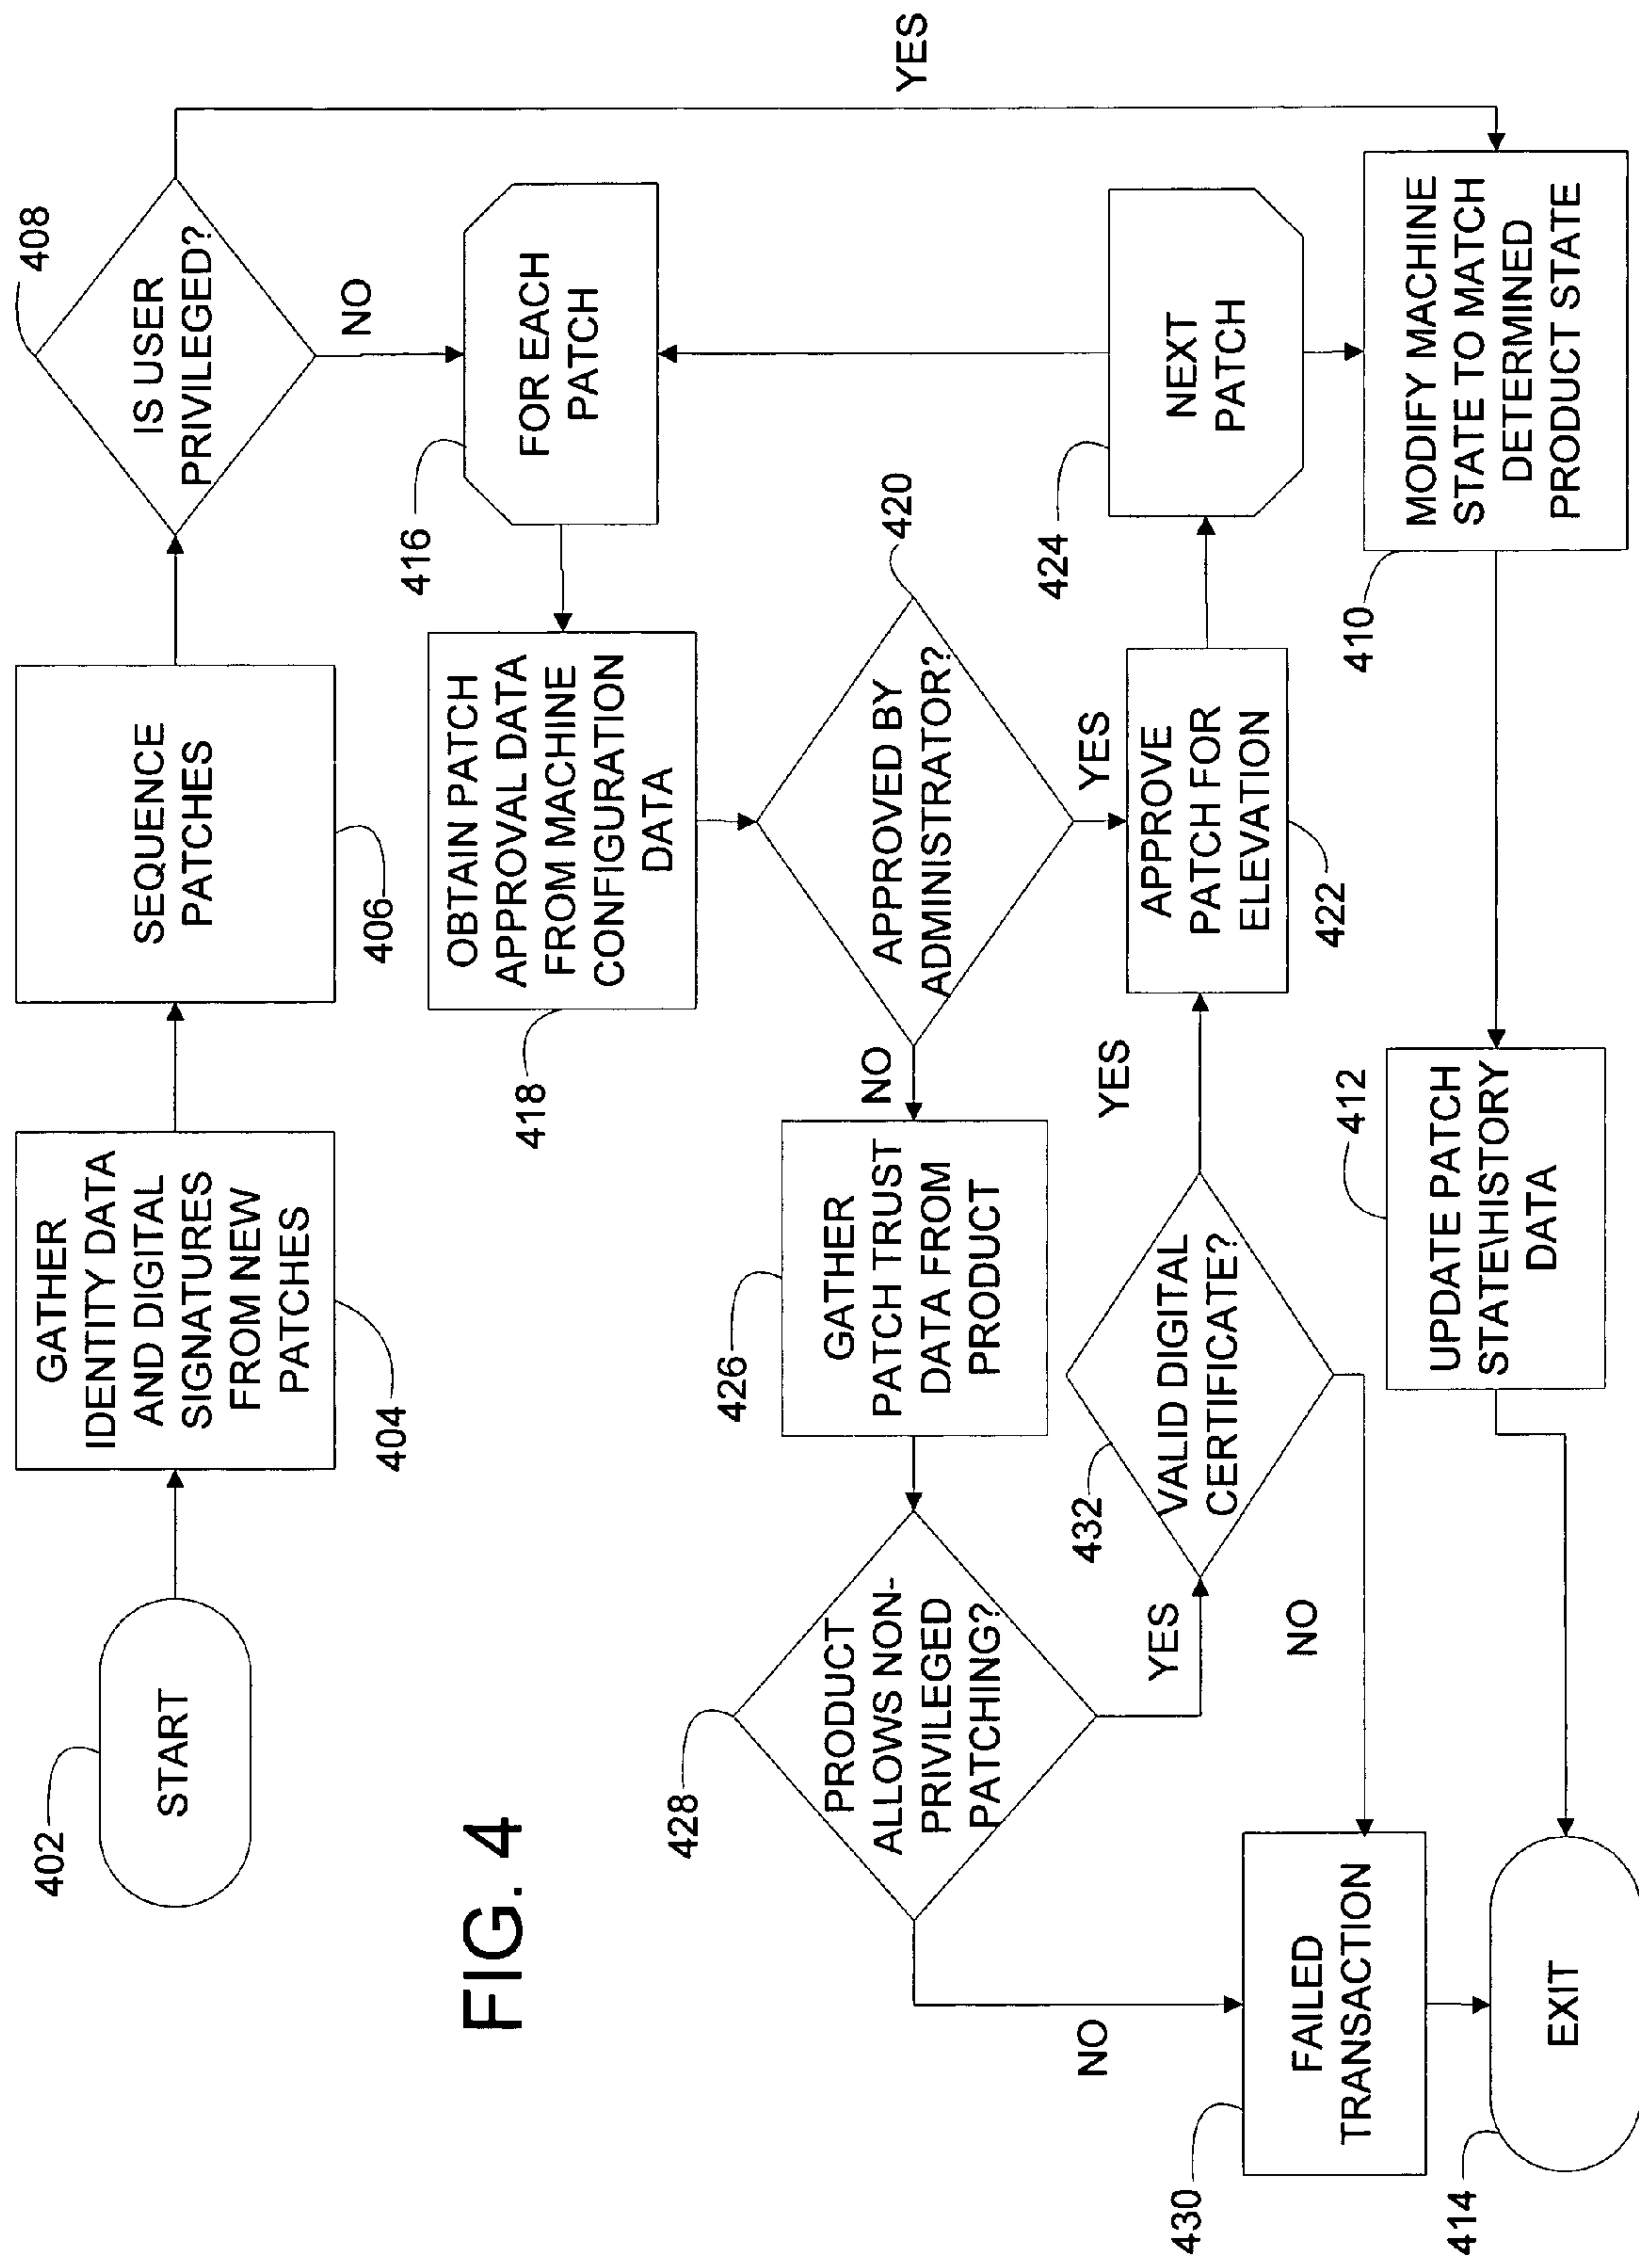 402
START
GATHER
IDENTITY DATA
AND DIGITAL
SIGNATURES
FROM NEW
PATCHES
404
SEQUENCE
PATCHES
406
408
IS USER
PRIVILEGED?
YES
NO
FOR EACH
PATCH
416
OBTAIN PATCH
APPROVAL DATA
FROM MACHINE
CONFIGURATION
DATA
418
APPROVED BY
ADMINISTRATOR?
420
NO
YES
GATHER
PATCH TRUST
DATA FROM
PRODUCT
426
PRODUCT
ALLOWS NON-
PRIVILEGED
PATCHING?
428
YES
NO
VALID DIGITAL
CERTIFICATE?
432
YES
NO
APPROVE
PATCH FOR
ELEVATION
422
NEXT
PATCH
424
MODIFY MACHINE
STATE TO MATCH
DETERMINED
PRODUCT STATE
410
UPDATE PATCH
STATE\HISTORY
DATA
412
FAILED
TRANSACTION
430
EXIT
414
FIG. 4